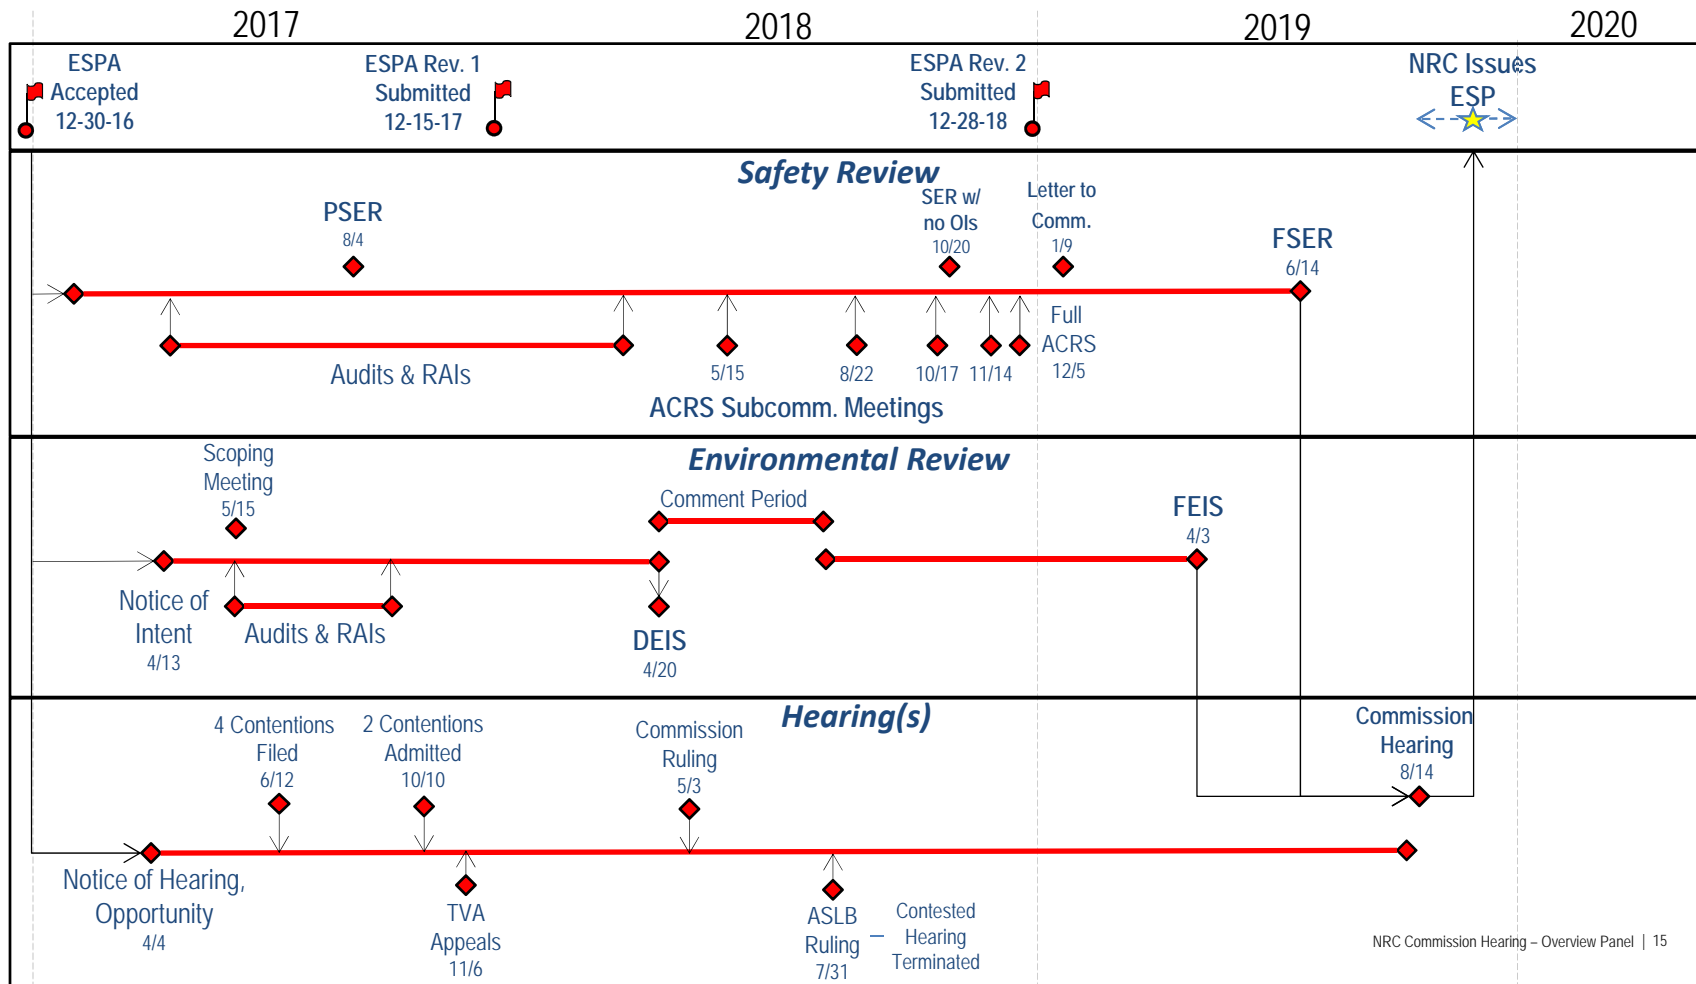 2017
2018
2019
2020
ESPA
Accepted
12-30-16
ESPA Rev. 1
Submitted
12-15-17
ESPA Rev. 2
Submitted
12-28-18
NRC Issues
ESP
Safety Review
PSER
8/4
SER w/
no OIs
10/20
Letter to
Comm.
1/9
FSER
6/14
Audits & RAIs
5/15
8/22
10/17
11/14
Full
ACRS
12/5
ACRS Subcomm. Meetings
Environmental Review
Scoping
Meeting
5/15
Comment Period
FEIS
4/3
Notice of
Intent
4/13
Audits & RAIs
DEIS
4/20
Hearing(s)
4 Contentions
Filed
6/12
2 Contentions
Admitted
10/10
Commission
Ruling
5/3
Commission
Hearing
8/14
Notice of Hearing,
Opportunity
4/4
TVA
Appeals
11/6
ASLB
Ruling –
7/31
Contested
Hearing
Terminated
NRC Commission Hearing – Overview Panel | 15